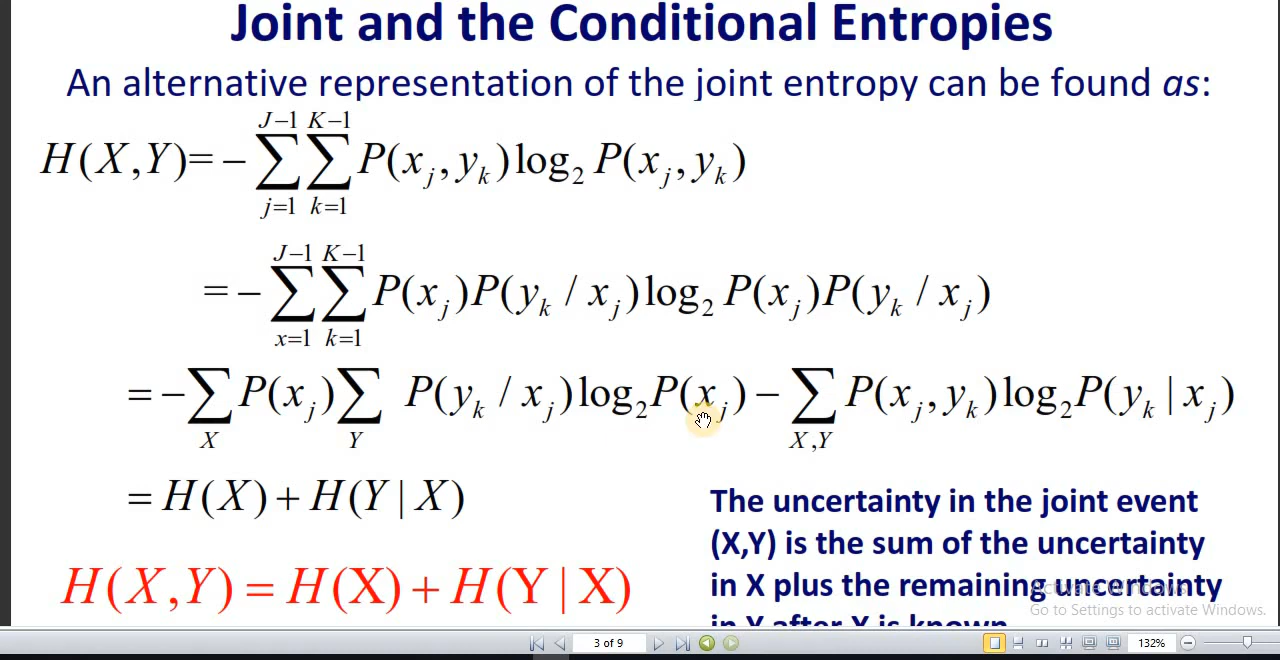 Joint and the Conditional Entropies
An alternative representation of the joint entropy can be found as:
H(X,Y)= − ∑_{j=1}^{J−1} ∑_{k=1}^{K−1} P(x_j, y_k) log_2 P(x_j, y_k)
= − ∑_{x=1}^{J−1} ∑_{k=1}^{K−1} P(x_j)P(y_k / x_j) log_2 P(x_j)P(y_k / x_j)
= − ∑_X P(x_j) ∑_Y P(y_k / x_j) log_2 P(x_j) − ∑_{X,Y} P(x_j, y_k) log_2 P(y_k | x_j)
= H(X) + H(Y | X)
H(X,Y) = H(X) + H(Y | X)
The uncertainty in the joint event
(X,Y) is the sum of the uncertainty
in X plus the remaining uncertainty
in Y after X is known
Activate Windows
Go to Settings to activate Windows.
3 of 9
132%